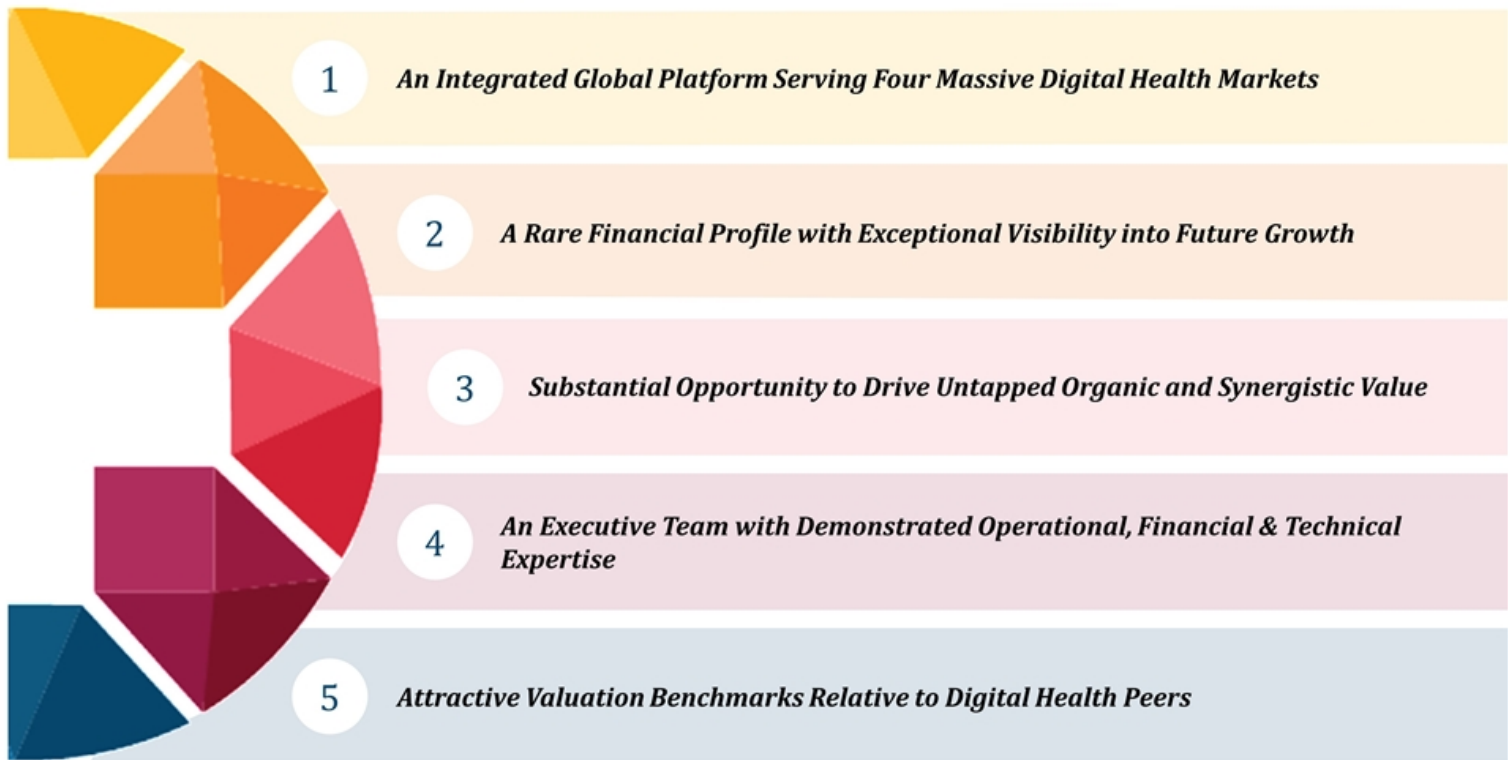 1
An Integrated Global Platform Serving Four Massive Digital Health Markets
2
A Rare Financial Profile with Exceptional Visibility into Future Growth
3
Substantial Opportunity to Drive Untapped Organic and Synergistic Value
4
An Executive Team with Demonstrated Operational, Financial & Technical
Expertise
5
Attractive Valuation Benchmarks Relative to Digital Health Peers